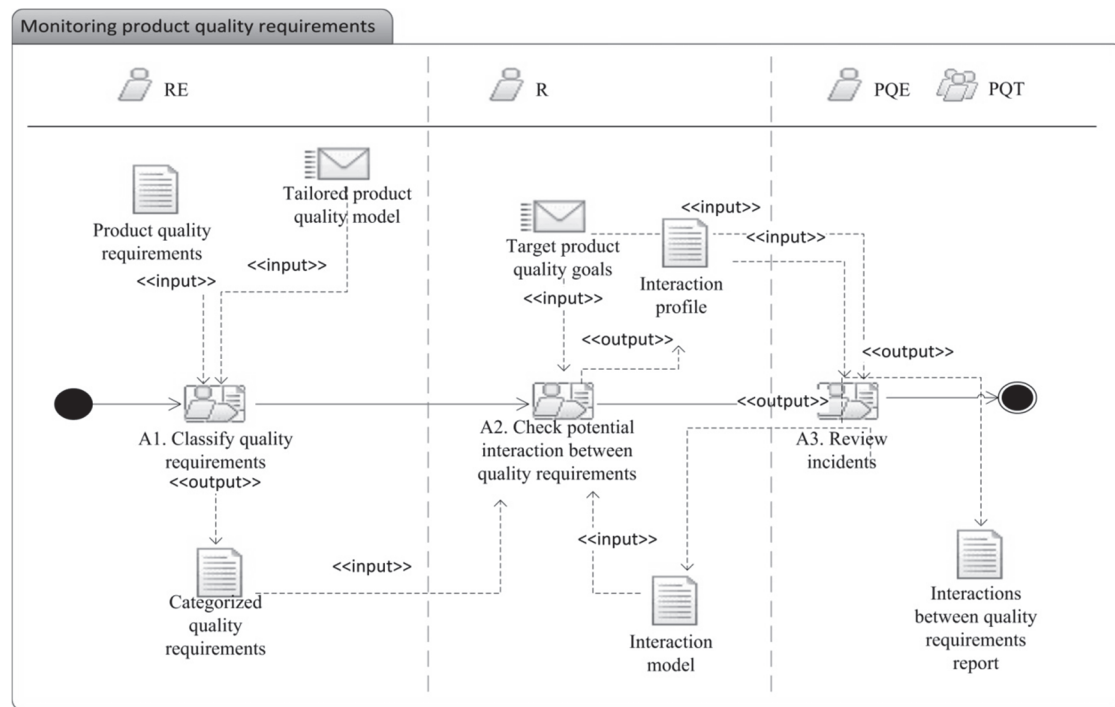 Monitoring product quality requirements
RE
R
PQE
PQT
Product quality
requirements
<<input>>
Tailored product
quality model
<<input>>
A1. Classify quality
requirements
<<output>>
Categorized
quality
requirements
<<input>>
Target product
quality goals
<<input>>
<<input>>
<<input>>
Interaction
profile
<<output>>
A2. Check potential
interaction between
quality requirements
<<input>>
Interaction
model
<<output>>
<<output>>
A3. Review
incidents
Interactions
between quality
requirements
report